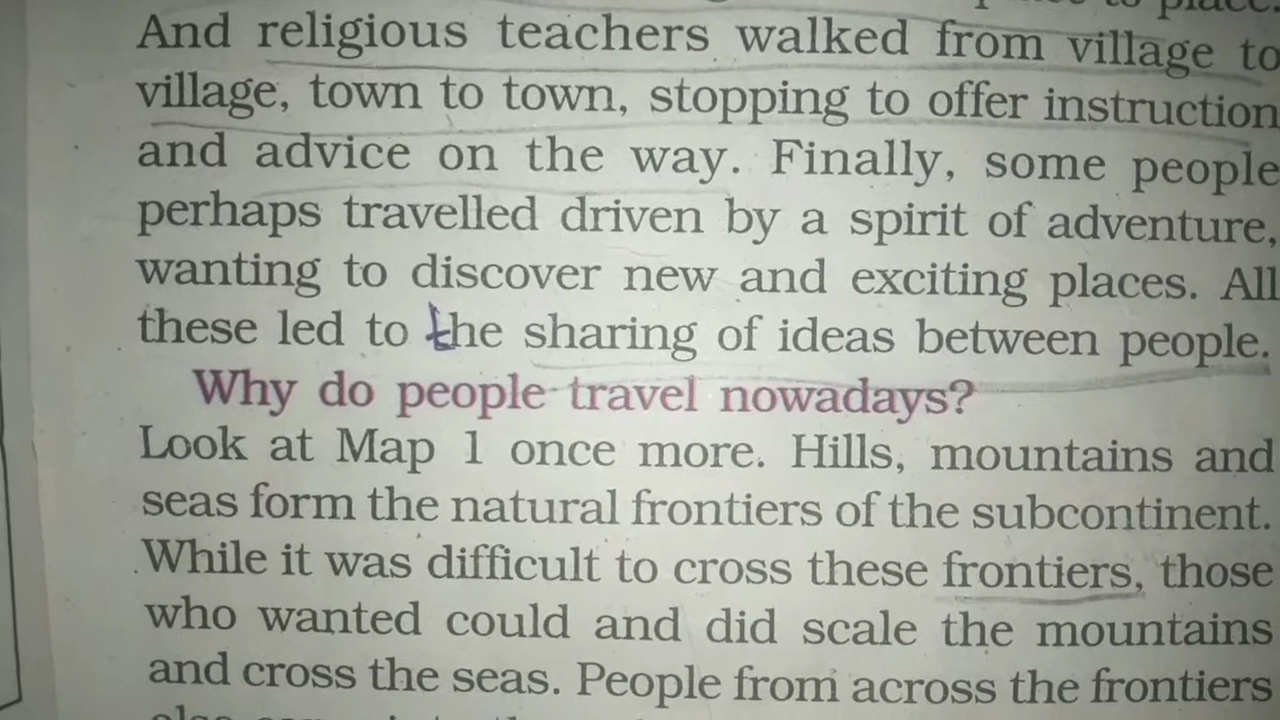 to place.
And religious teachers walked from village to
village, town to town, stopping to offer instruction
and advice on the way. Finally, some people
perhaps travelled driven by a spirit of adventure,
wanting to discover new and exciting places. All
these led to the sharing of ideas between people.
Why do people travel nowadays?
Look at Map 1 once more. Hills, mountains and
seas form the natural frontiers of the subcontinent.
While it was difficult to cross these frontiers, those
who wanted could and did scale the mountains
and cross the seas. People from across the frontiers